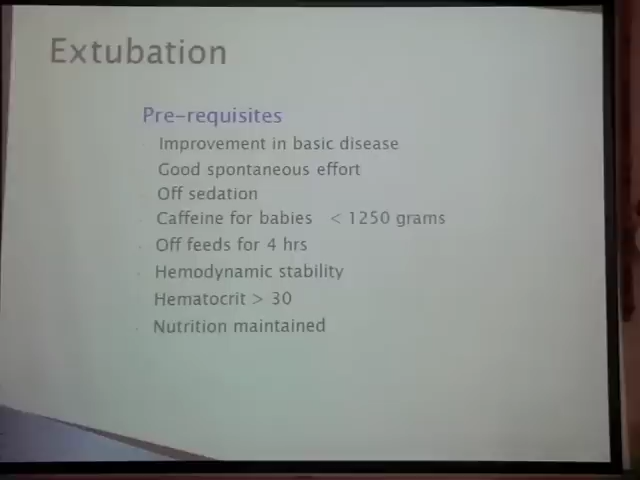 Extubation
Pre-requisites
Improvement in basic disease
Good spontaneous effort
Off sedation
Caffeine for babies < 1250 grams
Off feeds for 4 hrs
Hemodynamic stability
Hematocrit > 30
Nutrition maintained